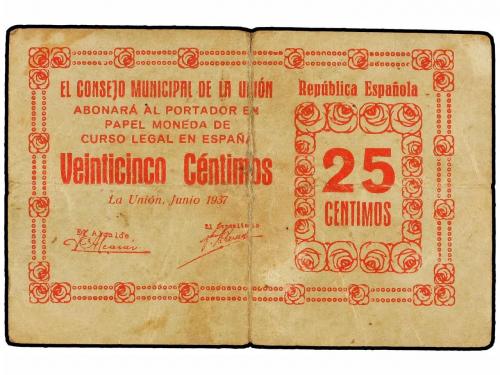 EL CONSEJO MUNICIPAL DE LA UNIÓN
ABONARÁ AL PORTADOR EN
PAPEL MONEDA DE
CURSO LEGAL EN ESPAÑA
Veinticinco Céntimos
La Unión, Junio 1937
El Alcalde
El Depositario
República Española
25
CENTIMOS